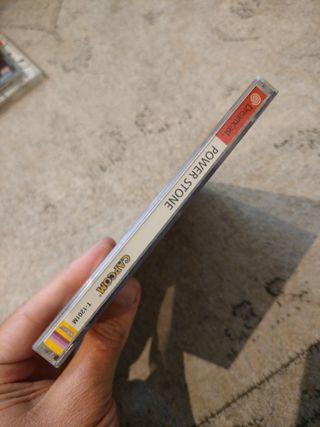 Dreamcast
POWER STONE
CAPCOM
T-1201M